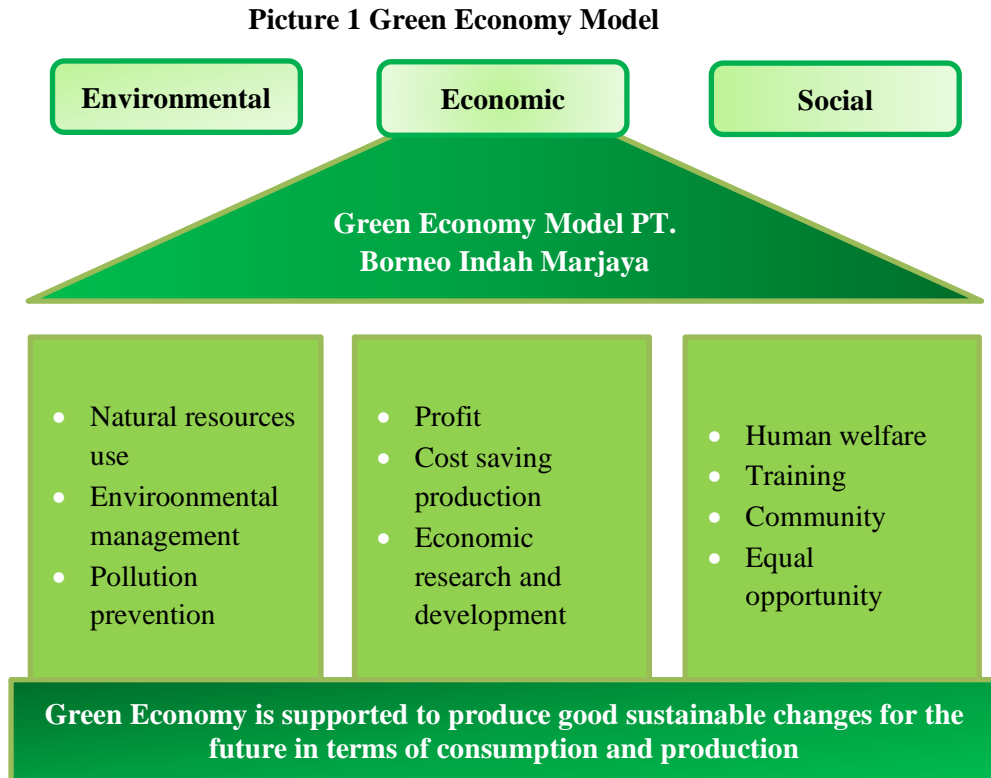 Picture 1 Green Economy Model
Environmental
Economic
Social
Green Economy Model PT.
Borneo Indah Marjaya
• Natural resources
use
• Enviroonmental
management
• Pollution
prevention
• Profit
• Cost saving
production
• Economic
research and
development
• Human welfare
• Training
• Community
• Equal
opportunity
Green Economy is supported to produce good sustainable changes for the
future in terms of consumption and production